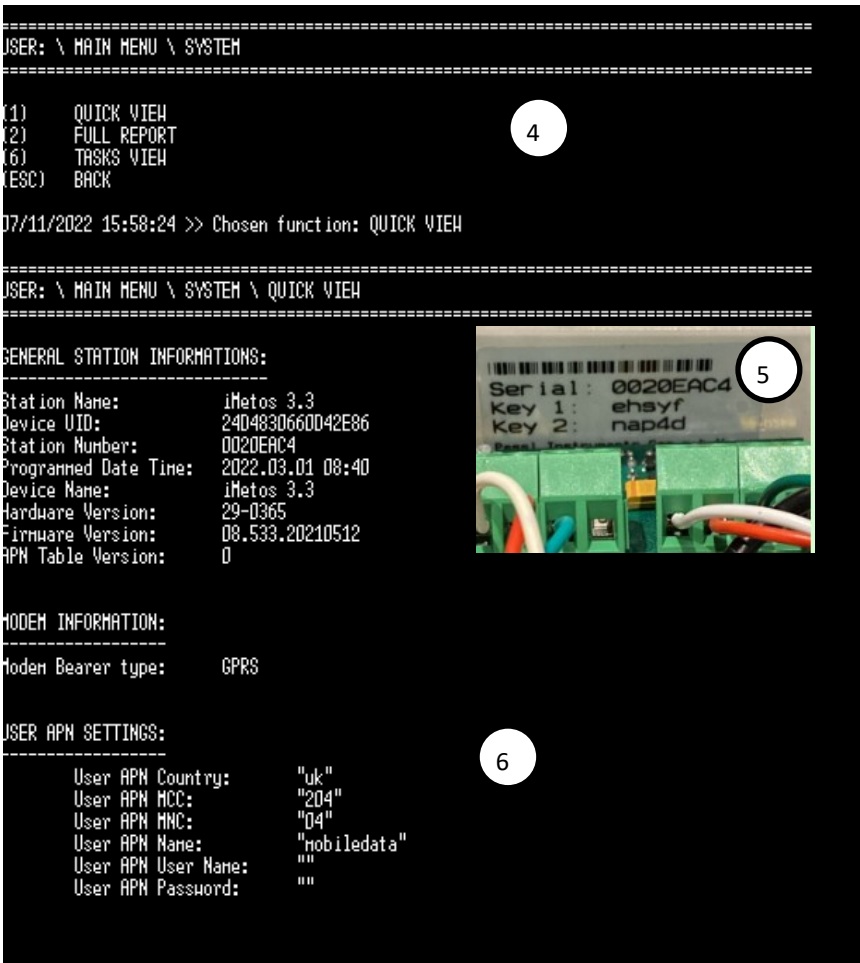 ================================================================
USER: \ MAIN MENU \ SYSTEM
================================================================
(1) QUICK VIEW
(2) FULL REPORT
(6) TASKS VIEW
(ESC) BACK
4
07/11/2022 15:58:24 >> Chosen function: QUICK VIEW
================================================================
USER: \ MAIN MENU \ SYSTEM \ QUICK VIEW
================================================================
GENERAL STATION INFORMATIONS:
-----------------------------
Station Name: iMetos 3.3
Device UID: 24D4830660D42E86
Station Number: 0020EAC4
Programmed Date Time: 2022.03.01 08:40
Device Name: iMetos 3.3
Hardware Version: 29-0365
Firmware Version: 08.533.20210512
APN Table Version: 0
5
Serial: 0020EAC4
Key 1: ehsyf
Key 2: nap4d
MODEM INFORMATION:
------------------
Modem Bearer type: GPRS
USER APN SETTINGS:
------------------
6
User APN Country: "uk"
User APN MCC: "204"
User APN MNC: "04"
User APN Name: "mobiledata"
User APN User Name: ""
User APN Password: ""